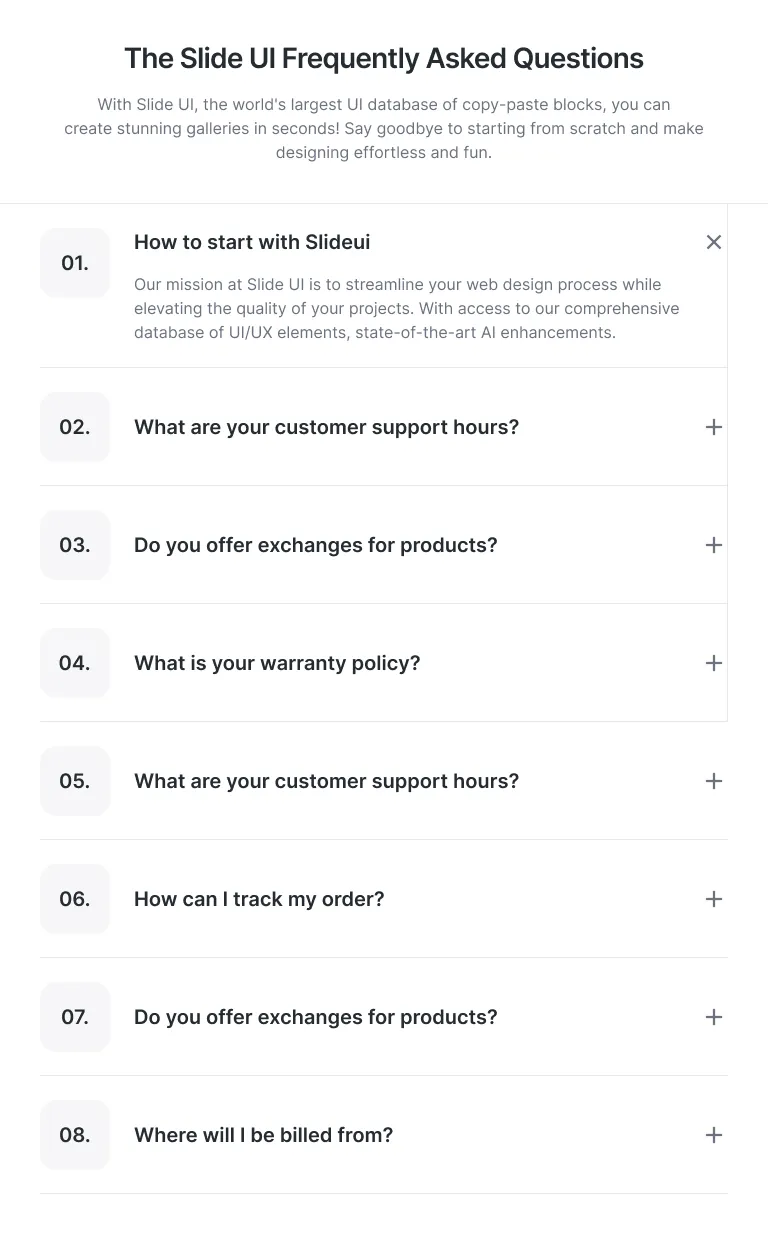 The Slide UI Frequently Asked Questions
With Slide UI, the world's largest UI database of copy-paste blocks, you can
create stunning galleries in seconds! Say goodbye to starting from scratch and make
designing effortless and fun.
01.
How to start with Slideui
Our mission at Slide UI is to streamline your web design process while
elevating the quality of your projects. With access to our comprehensive
database of UI/UX elements, state-of-the-art AI enhancements.
02.
What are your customer support hours?
03.
Do you offer exchanges for products?
04.
What is your warranty policy?
05.
What are your customer support hours?
06.
How can I track my order?
07.
Do you offer exchanges for products?
08.
Where will I be billed from?